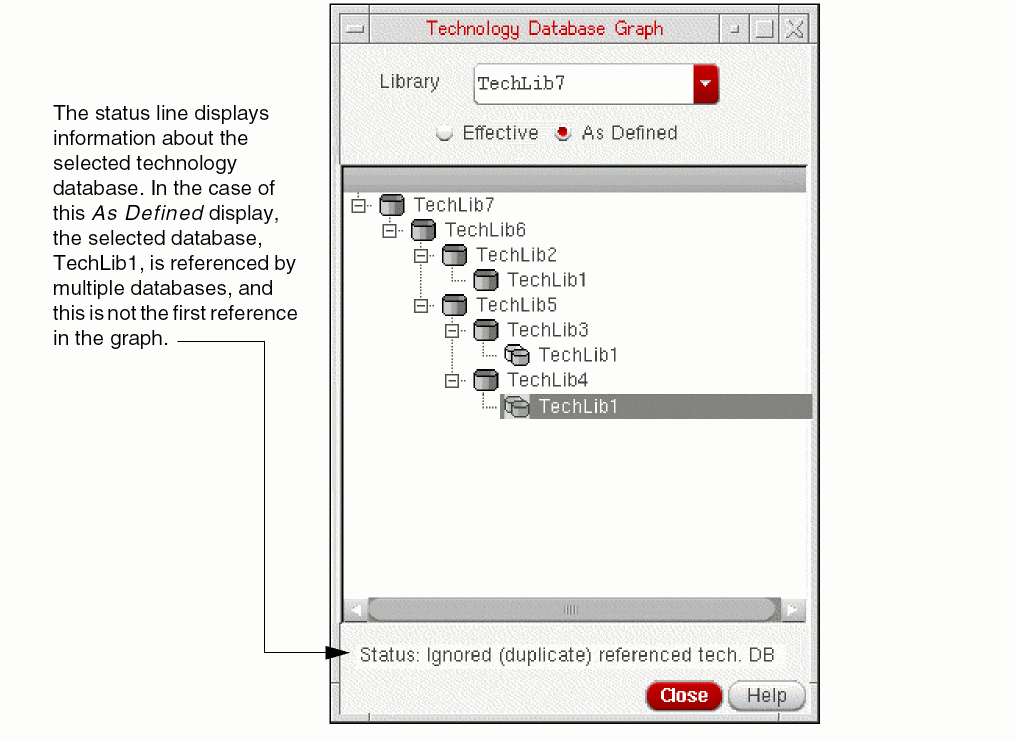 Technology Database Graph
Library
TechLib7
Effective
As Defined
The status line displays
information about the
selected technology
database. In the case of
this As Defined display,
the selected database,
TechLib1, is referenced by
multiple databases, and
this is not the first reference
in the graph.
TechLib7
TechLib6
TechLib2
TechLib1
TechLib5
TechLib3
TechLib1
TechLib4
TechLib1
Status: Ignored (duplicate) referenced tech. DB
Close
Help